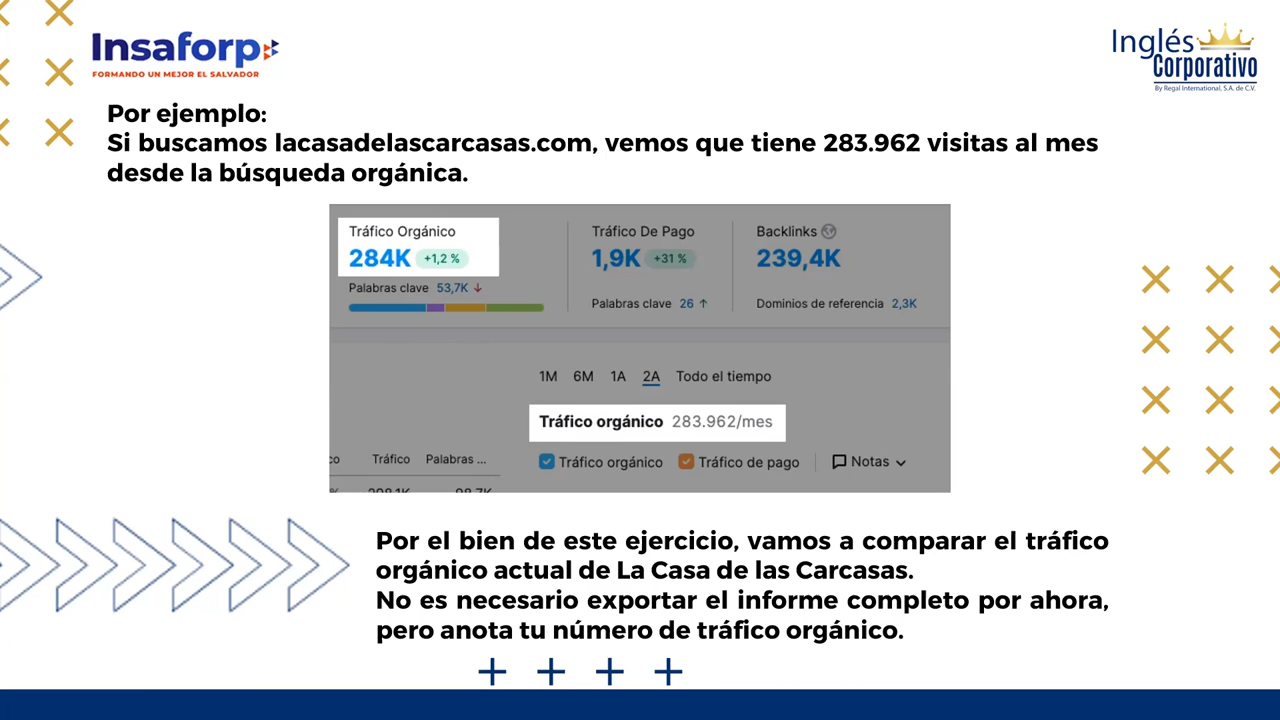 Insaforp
FORMANDO UN MEJOR EL SALVADOR
Inglés
Corporativo
By Regal International, S.A. de C.V.
Por ejemplo:
Si buscamos lacasadelascarcasas.com, vemos que tiene 283.962 visitas al mes
desde la búsqueda orgánica.
Tráfico Orgánico
284K +1,2 %
Palabras clave 53,7K ↓
Tráfico De Pago
1,9K +31 %
Palabras clave 26 ↑
Backlinks
239,4K
Dominios de referencia 2,3K
1M 6M 1A 2A Todo el tiempo
Tráfico orgánico 283.962/mes
co Tráfico Palabras ...
Tráfico orgánico Tráfico de pago Notas
Por el bien de este ejercicio, vamos a comparar el tráfico
orgánico actual de La Casa de las Carcasas.
No es necesario exportar el informe completo por ahora,
pero anota tu número de tráfico orgánico.